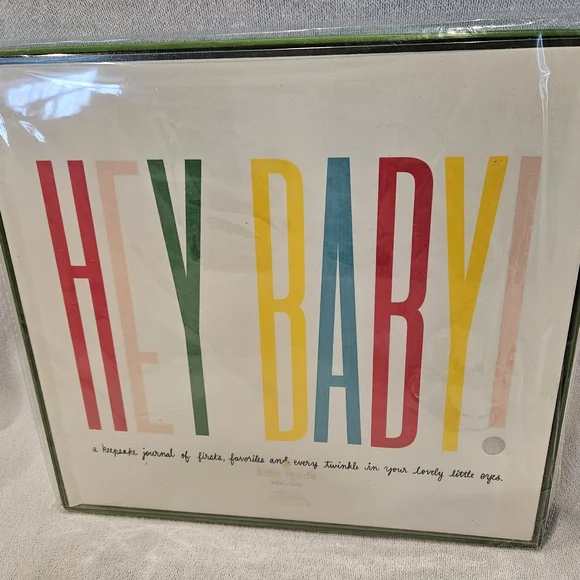 HEY BABY!
a keepsake journal of firsts, favorites and every twinkle in your lovely little eyes.